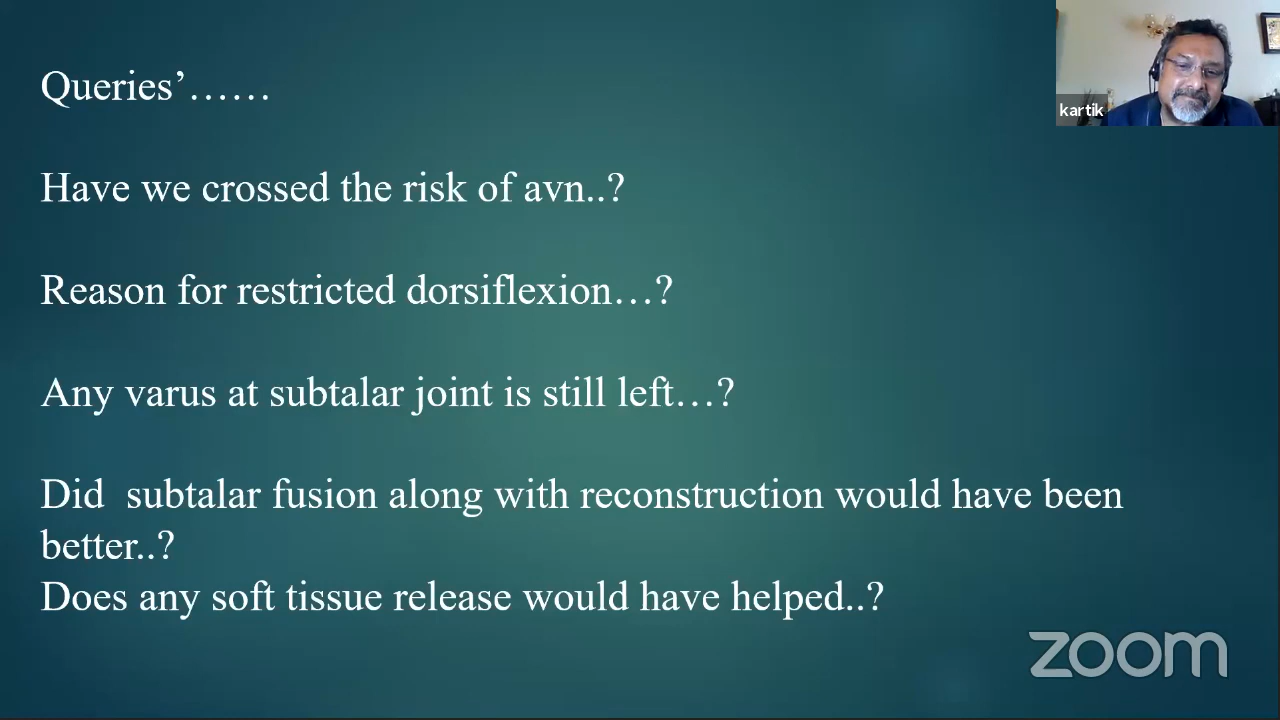 Queries’……
kartik
Have we crossed the risk of avn..?
Reason for restricted dorsiflexion…?
Any varus at subtalar joint is still left…?
Did  subtalar fusion along with reconstruction would have been
better..?
Does any soft tissue release would have helped..?
zoom